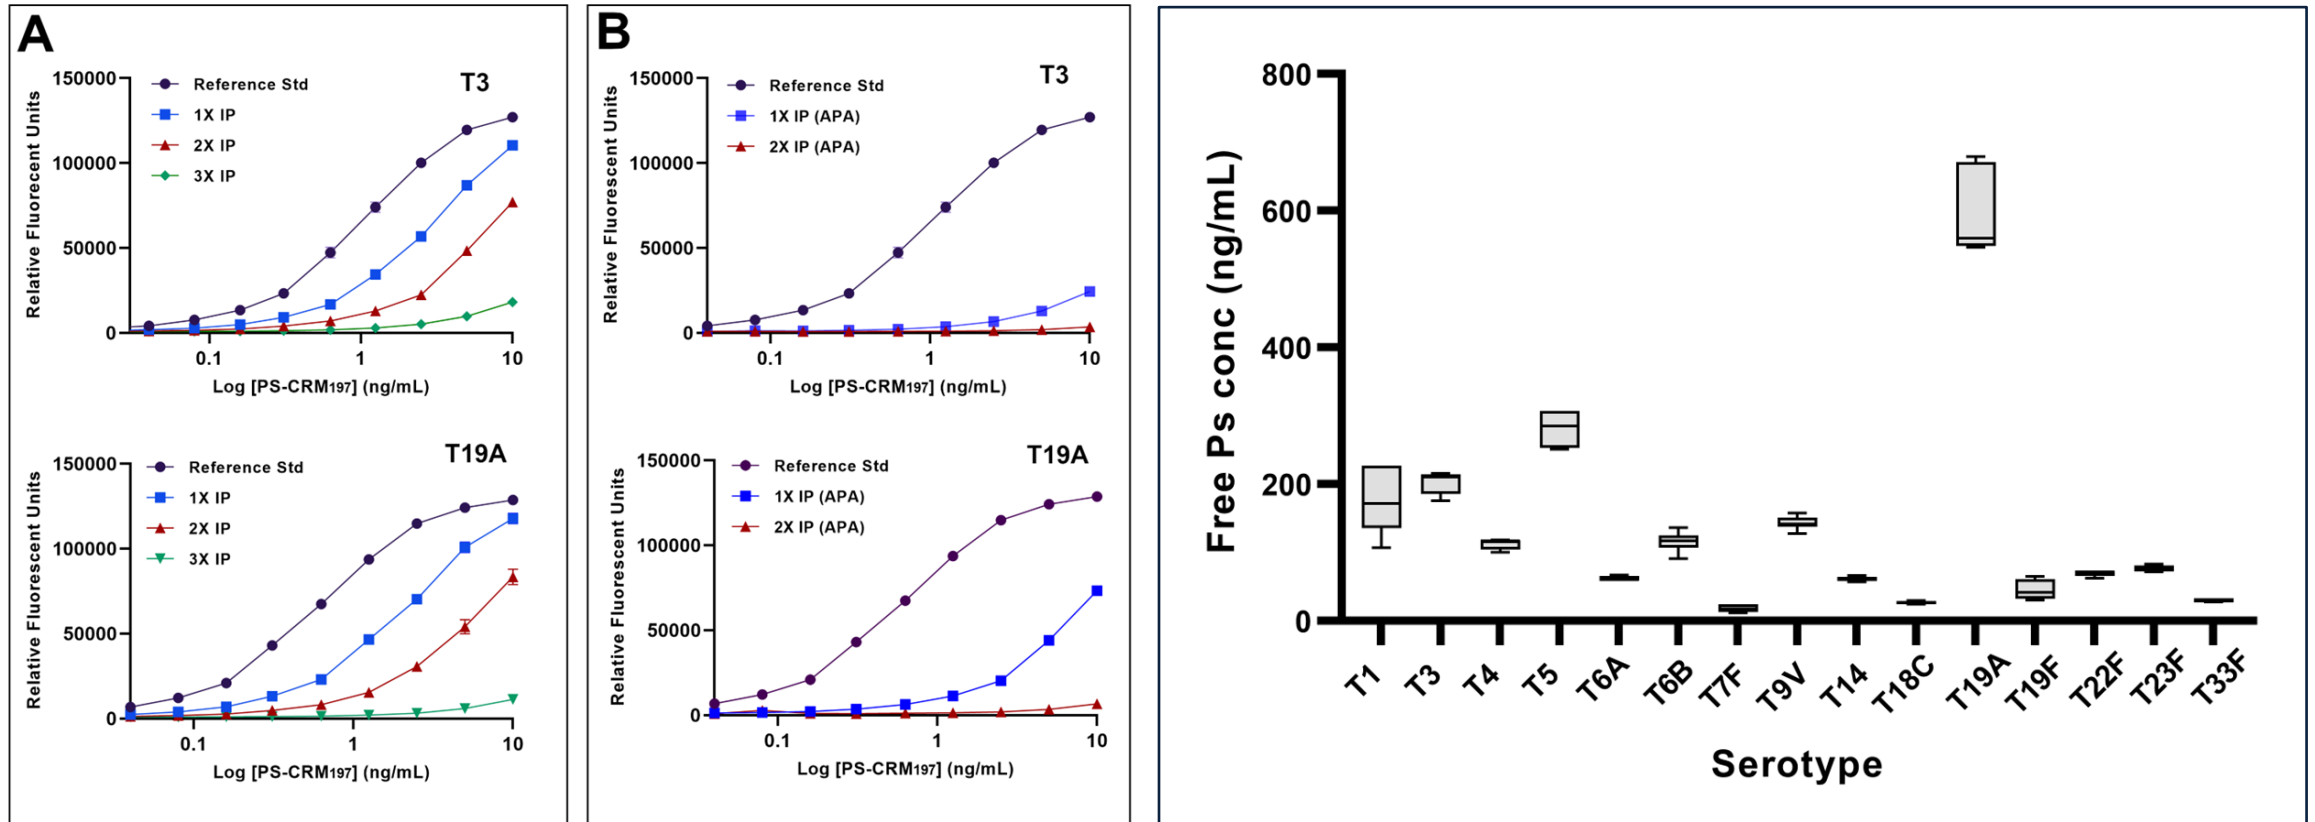 A
T3
150000
100000
50000
0
Relative Fluorecent Units
Reference Std
1X IP
2X IP
3X IP
0.1
1
10
Log [PS-CRM197] (ng/mL)
T19A
150000
100000
50000
0
Relative Fluorescent Units
Reference Std
1X IP
2X IP
3X IP
0.1
1
10
Log [PS-CRM197] (ng/mL)
B
T3
150000
100000
50000
0
Relative Fluorescent Units
Reference Std
1X IP (APA)
2X IP (APA)
0.1
1
10
Log [PS-CRM197] (ng/mL)
T19A
150000
100000
50000
0
Relative Fluorescent Units
Reference Std
1X IP (APA)
2X IP (APA)
0.1
1
10
Log [PS-CRM197] (ng/mL)
Free Ps conc (ng/mL)
800
600
400
200
0
T1
T3
T4
T5
T6A
T6B
T7F
T9V
T14
T18C
T19A
T19F
T22F
T23F
T33F
Serotype